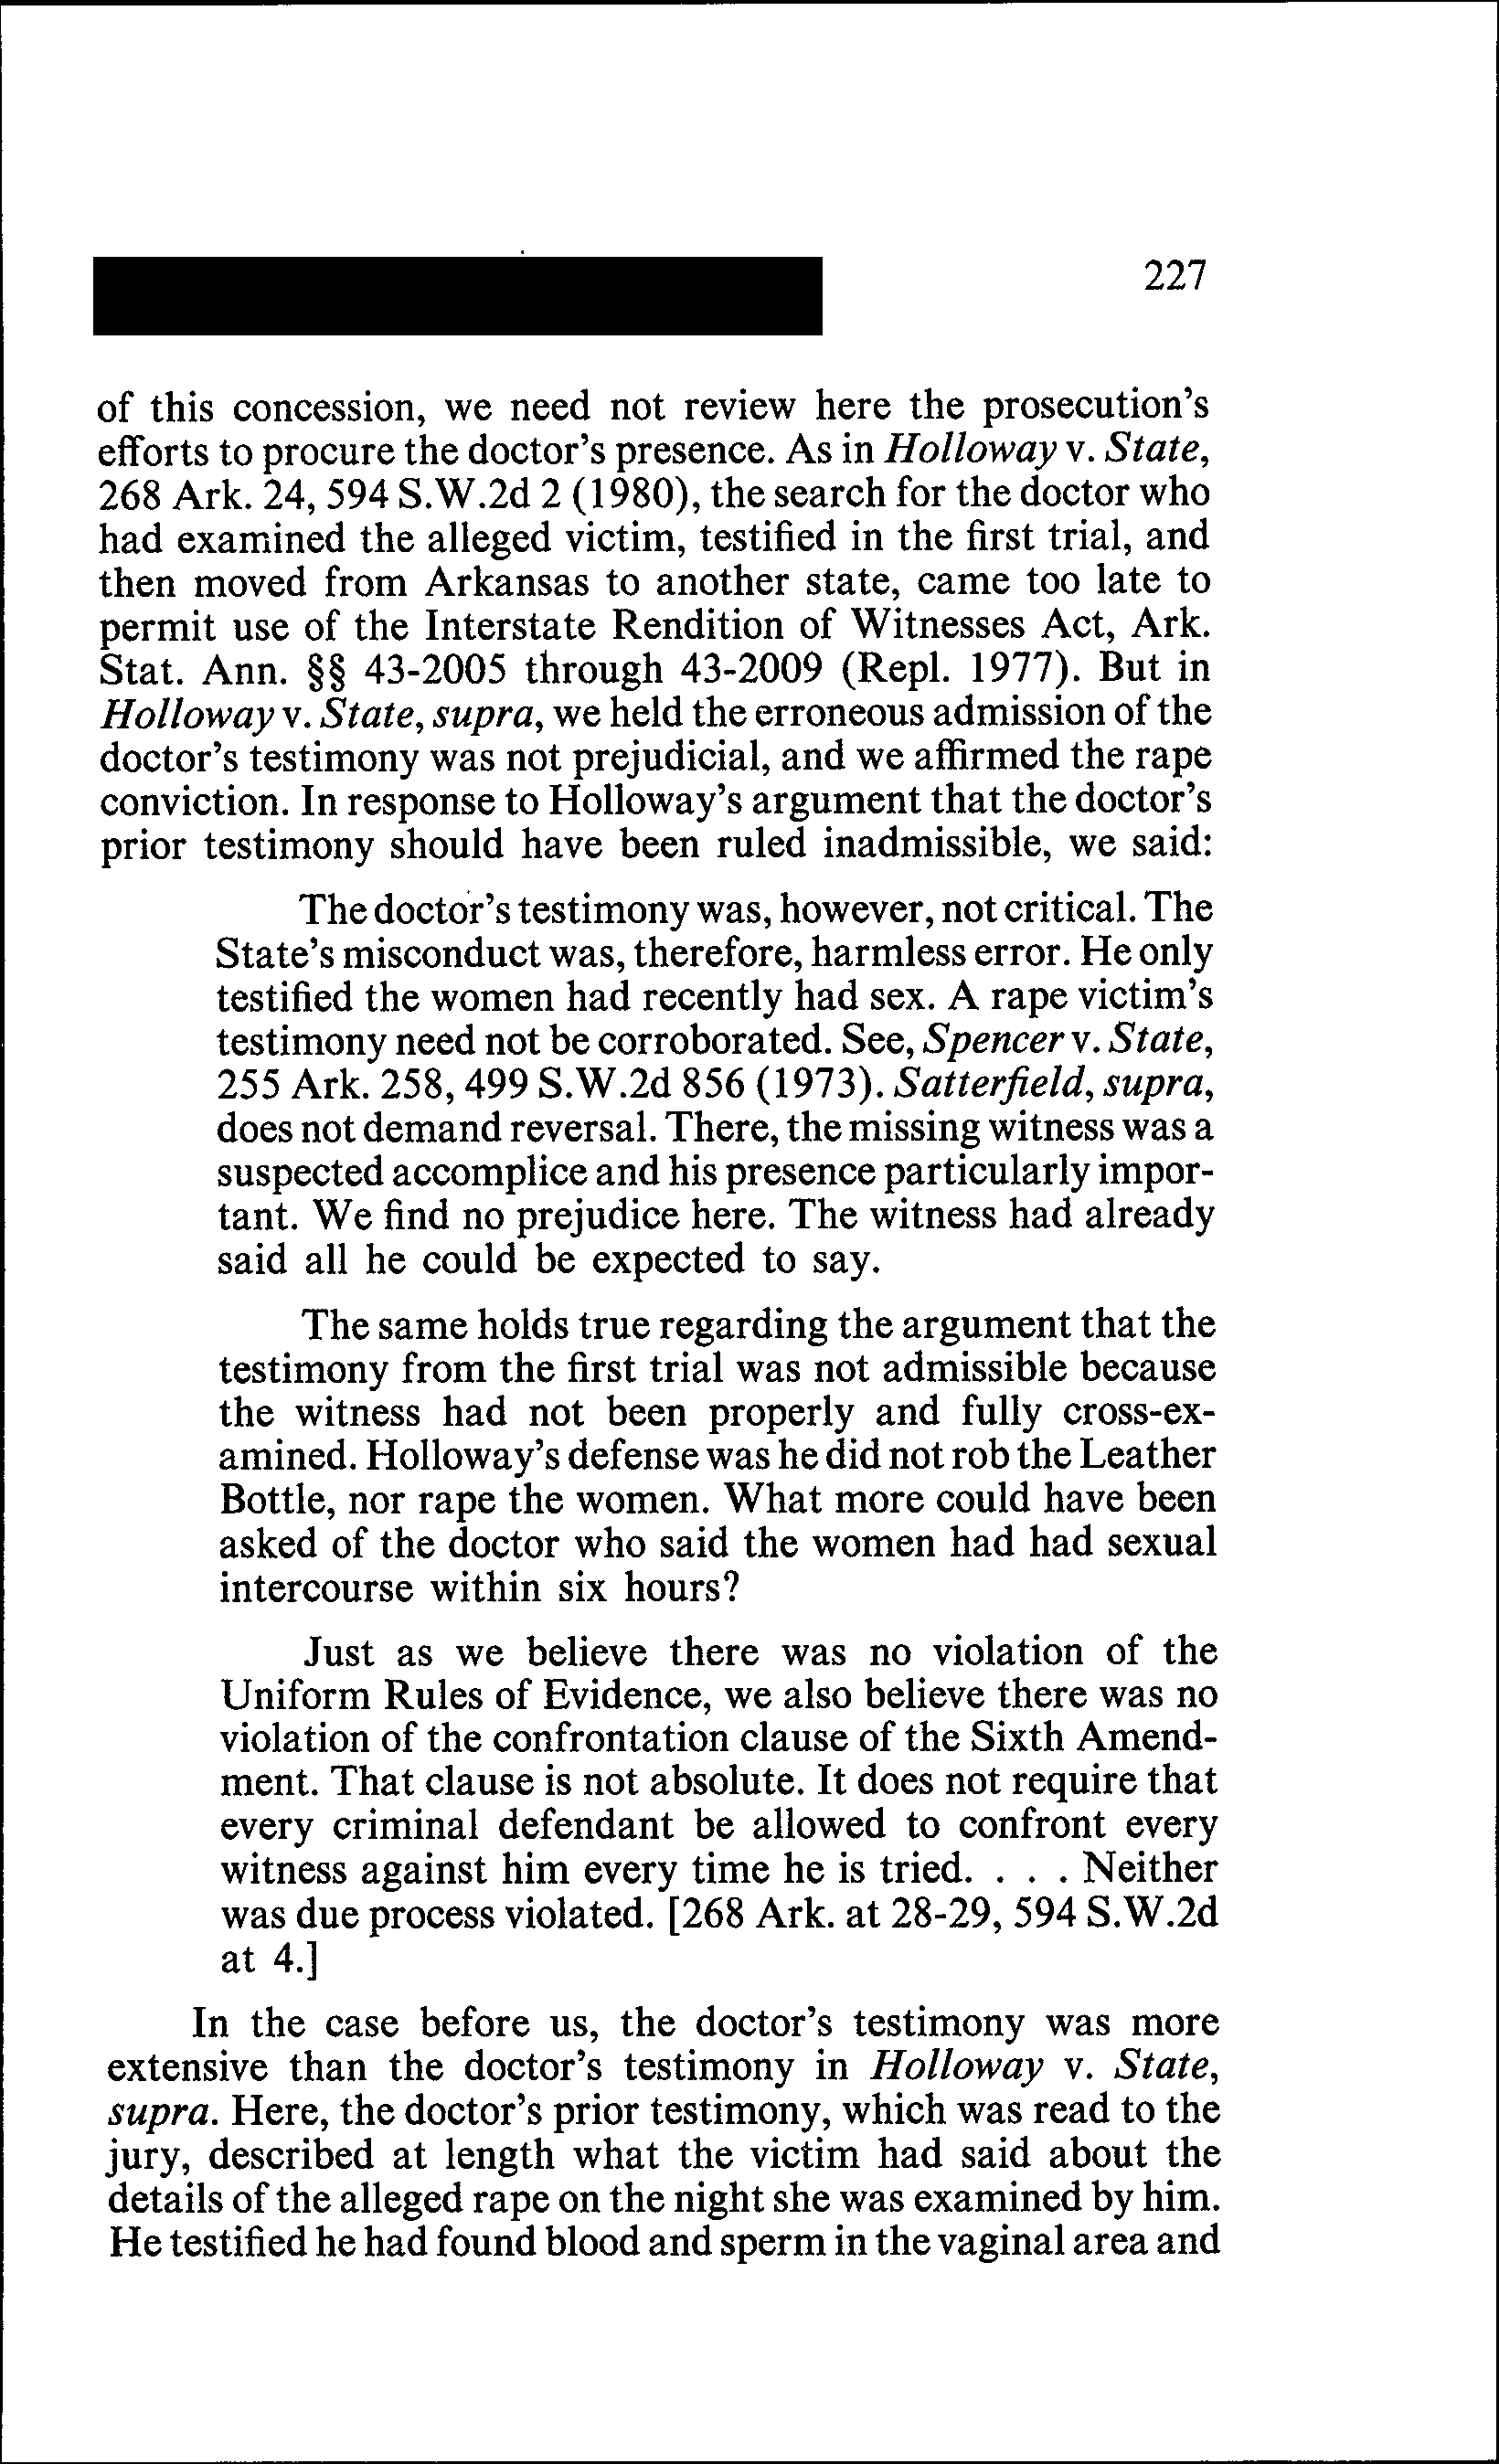 227
of this concession, we need not review here the prosecution's
efforts to procure the doctor's presence. As in Holloway v. State,
268 Ark. 24, 594 S.W.2d 2 (1980), the search for the doctor who
had examined the alleged victim, testified in the first trial, and
then moved from Arkansas to another state, came too late to
permit use of the Interstate Rendition of Witnesses Act, Ark.
Stat. Ann. §§ 43-2005 through 43-2009 (Repl. 1977). But in
Holloway v. State, supra, we held the erroneous admission of the
doctor's testimony was not prejudicial, and we affirmed the rape
conviction. In response to Holloway's argument that the doctor's
prior testimony should have been ruled inadmissible, we said:
The doctor's testimony was, however, not critical. The
State's misconduct was, therefore, harmless error. He only
testified the women had recently had sex. A rape victim's
testimony need not be corroborated. See, Spencer v. State,
255 Ark. 258, 499 S.W.2d 856 (1973). Satterfield, supra,
does not demand reversal. There, the missing witness was a
suspected accomplice and his presence particularly impor-
tant. We find no prejudice here. The witness had already
said all he could be expected to say.
The same holds true regarding the argument that the
testimony from the first trial was not admissible because
the witness had not been properly and fully cross-ex-
amined. Holloway's defense was he did not rob the Leather
Bottle, nor rape the women. What more could have been
asked of the doctor who said the women had had sexual
intercourse within six hours?
Just as we believe there was no violation of the
Uniform Rules of Evidence, we also believe there was no
violation of the confrontation clause of the Sixth Amend-
ment. That clause is not absolute. It does not require that
every criminal defendant be allowed to confront every
witness against him every time he is tried. . . . Neither
was due process violated. [268 Ark. at 28-29, 594 S.W.2d
at 4.]
In the case before us, the doctor's testimony was more
extensive than the doctor's testimony in Holloway v. State,
supra. Here, the doctor's prior testimony, which was read to the
jury, described at length what the victim had said about the
details of the alleged rape on the night she was examined by him.
He testified he had found blood and sperm in the vaginal area and